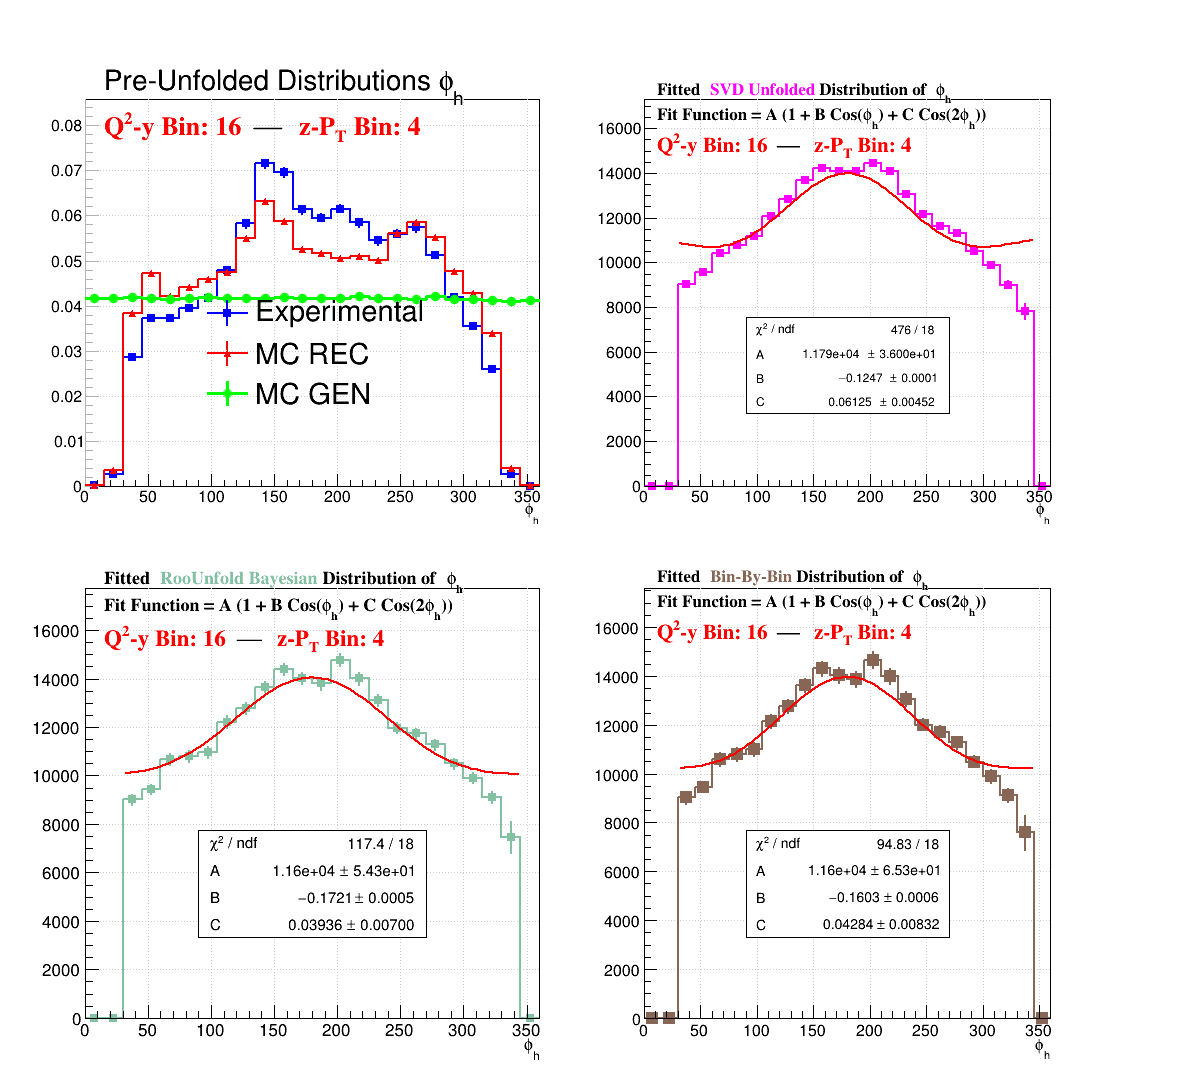 Pre-Unfolded Distributions ϕh
Q²-y Bin: 16 — z-PT Bin: 4
0.08
0.07
0.06
0.05
0.04
0.03
0.02
0.01
0
Experimental
MC REC
MC GEN
0 50 100 150 200 250 300 350
ϕh
Fitted SVD Unfolded Distribution of ϕh
Fit Function = A (1 + B Cos(ϕh) + C Cos(2ϕh))
Q²-y Bin: 16 — z-PT Bin: 4
16000
14000
12000
10000
8000
6000
4000
2000
0
χ² / ndf 476 / 18
A 1.179e+04 ± 3.600e+01
B −0.1247 ± 0.0001
C 0.06125 ± 0.00452
0 50 100 150 200 250 300 350
ϕh
Fitted RooUnfold Bayesian Distribution of ϕh
Fit Function = A (1 + B Cos(ϕh) + C Cos(2ϕh))
Q²-y Bin: 16 — z-PT Bin: 4
16000
14000
12000
10000
8000
6000
4000
2000
0
χ² / ndf 117.4 / 18
A 1.16e+04 ± 5.43e+01
B −0.1721 ± 0.0005
C 0.03936 ± 0.00700
0 50 100 150 200 250 300 350
ϕh
Fitted Bin-By-Bin Distribution of ϕh
Fit Function = A (1 + B Cos(ϕh) + C Cos(2ϕh))
Q²-y Bin: 16 — z-PT Bin: 4
16000
14000
12000
10000
8000
6000
4000
2000
0
χ² / ndf 94.83 / 18
A 1.16e+04 ± 6.53e+01
B −0.1603 ± 0.0006
C 0.04284 ± 0.00832
0 50 100 150 200 250 300 350
ϕh